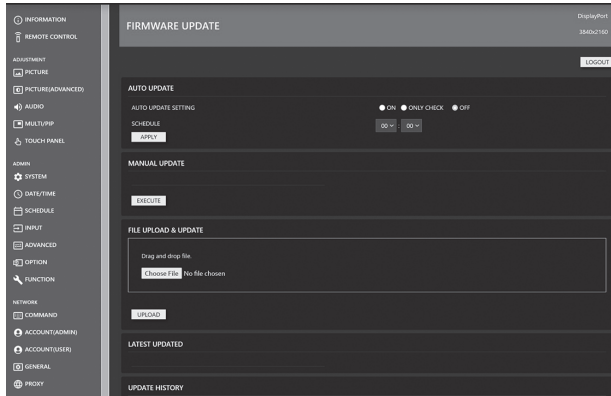 INFORMATION
REMOTE CONTROL
ADJUSTMENT
PICTURE
PICTURE(ADVANCED)
AUDIO
MULTI/PIP
TOUCH PANEL
ADMIN
SYSTEM
DATE/TIME
SCHEDULE
INPUT
ADVANCED
OPTION
FUNCTION
NETWORK
COMMAND
ACCOUNT(ADMIN)
ACCOUNT(USER)
GENERAL
PROXY
FIRMWARE UPDATE
DisplayPort
3840x2160
LOGOUT
AUTO UPDATE
AUTO UPDATE SETTING ON ONLY CHECK OFF
SCHEDULE 00 : 00
APPLY
MANUAL UPDATE
EXECUTE
FILE UPLOAD & UPDATE
Drag and drop file.
Choose File No file chosen
UPLOAD
LATEST UPDATED
UPDATE HISTORY